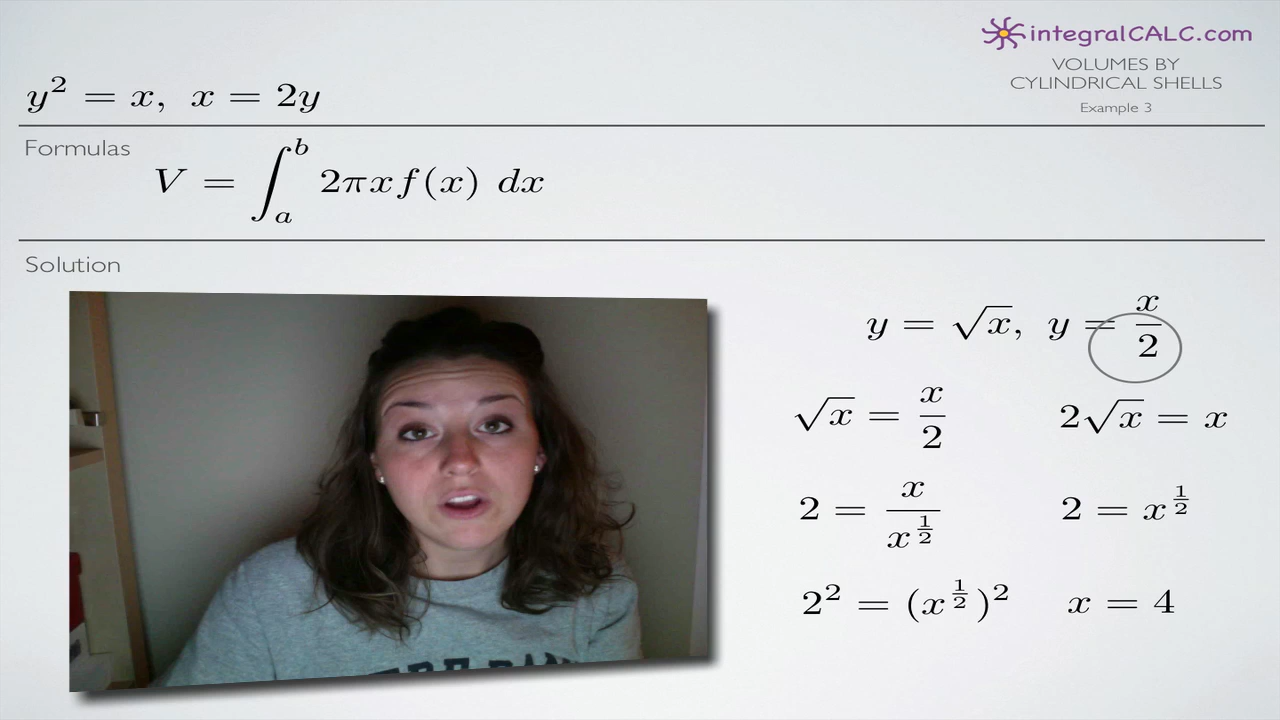 integralCALC.com
VOLUMES BY
CYLINDRICAL SHELLS
Example 3
y² = x, x = 2y
Formulas
V = ∫ₐᵇ 2πxf(x) dx
Solution
y = √x, y = x/2
√x = x/2 2√x = x
2 = x/x^(1/2) 2 = x^(1/2)
2² = (x^(1/2))² x = 4